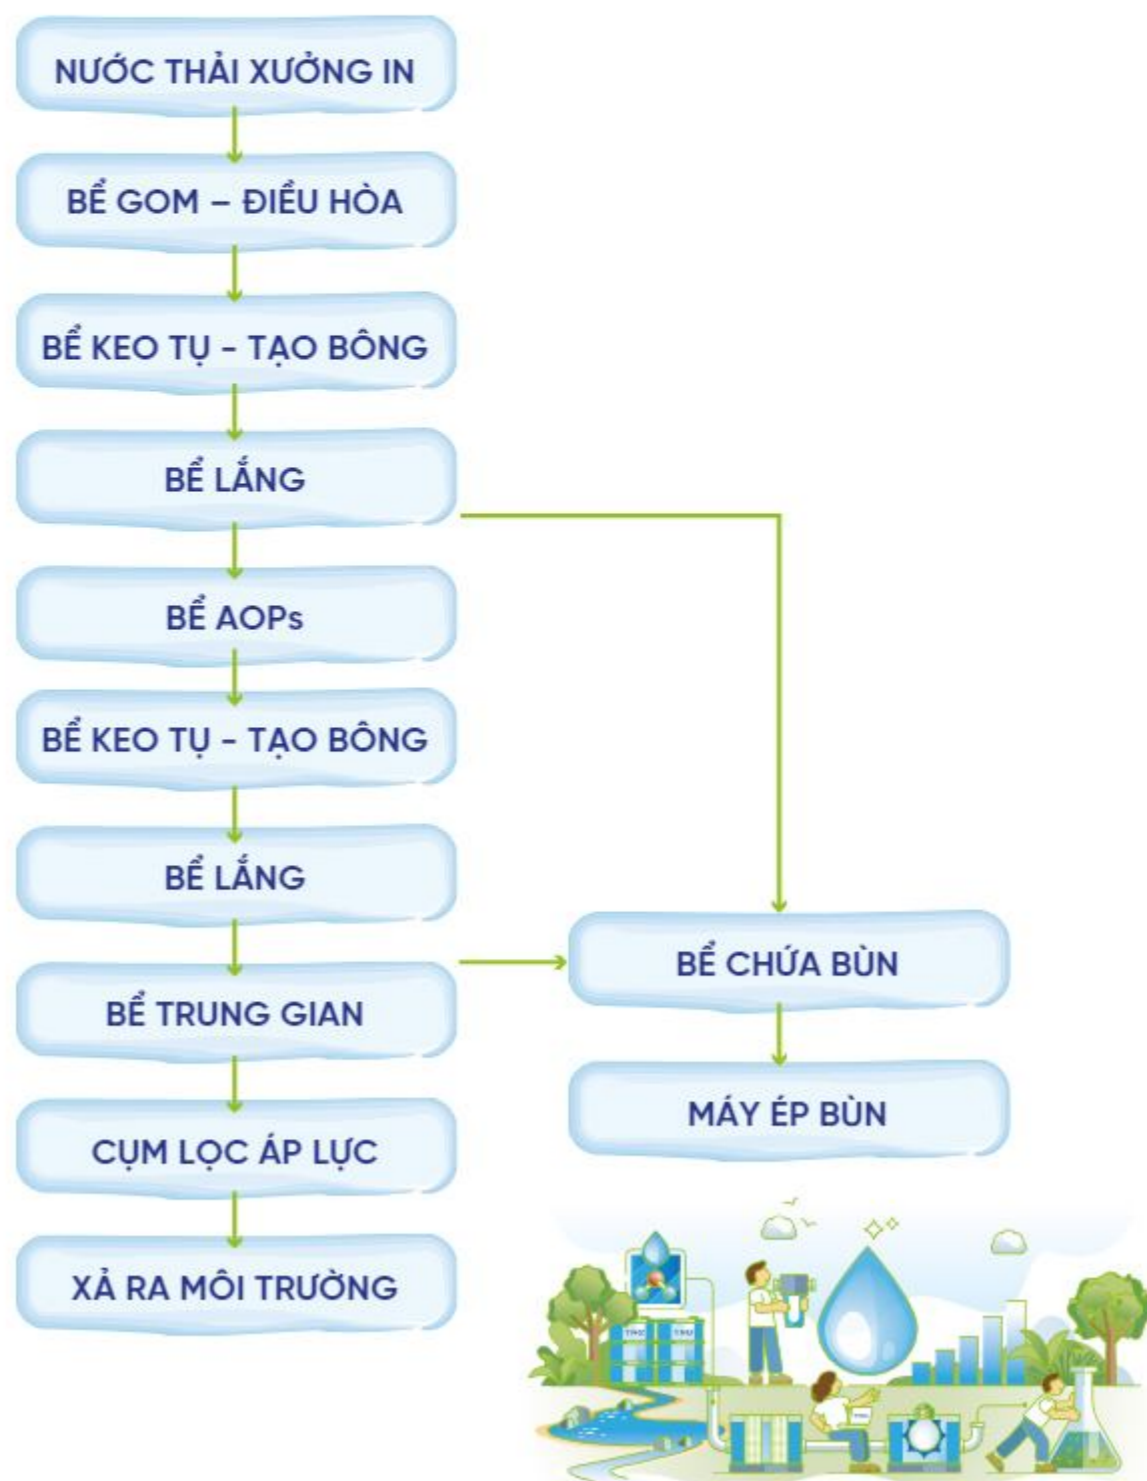 NƯỚC THẢI XƯỞNG IN
BỂ GOM – ĐIỀU HÒA
BỂ KEO TỤ - TẠO BÔNG
BỂ LẮNG
BỂ AOPs
BỂ KEO TỤ - TẠO BÔNG
BỂ LẮNG
BỂ TRUNG GIAN
CỤM LỌC ÁP LỰC
XẢ RA MÔI TRƯỜNG
BỂ CHỨA BÙN
MÁY ÉP BÙN